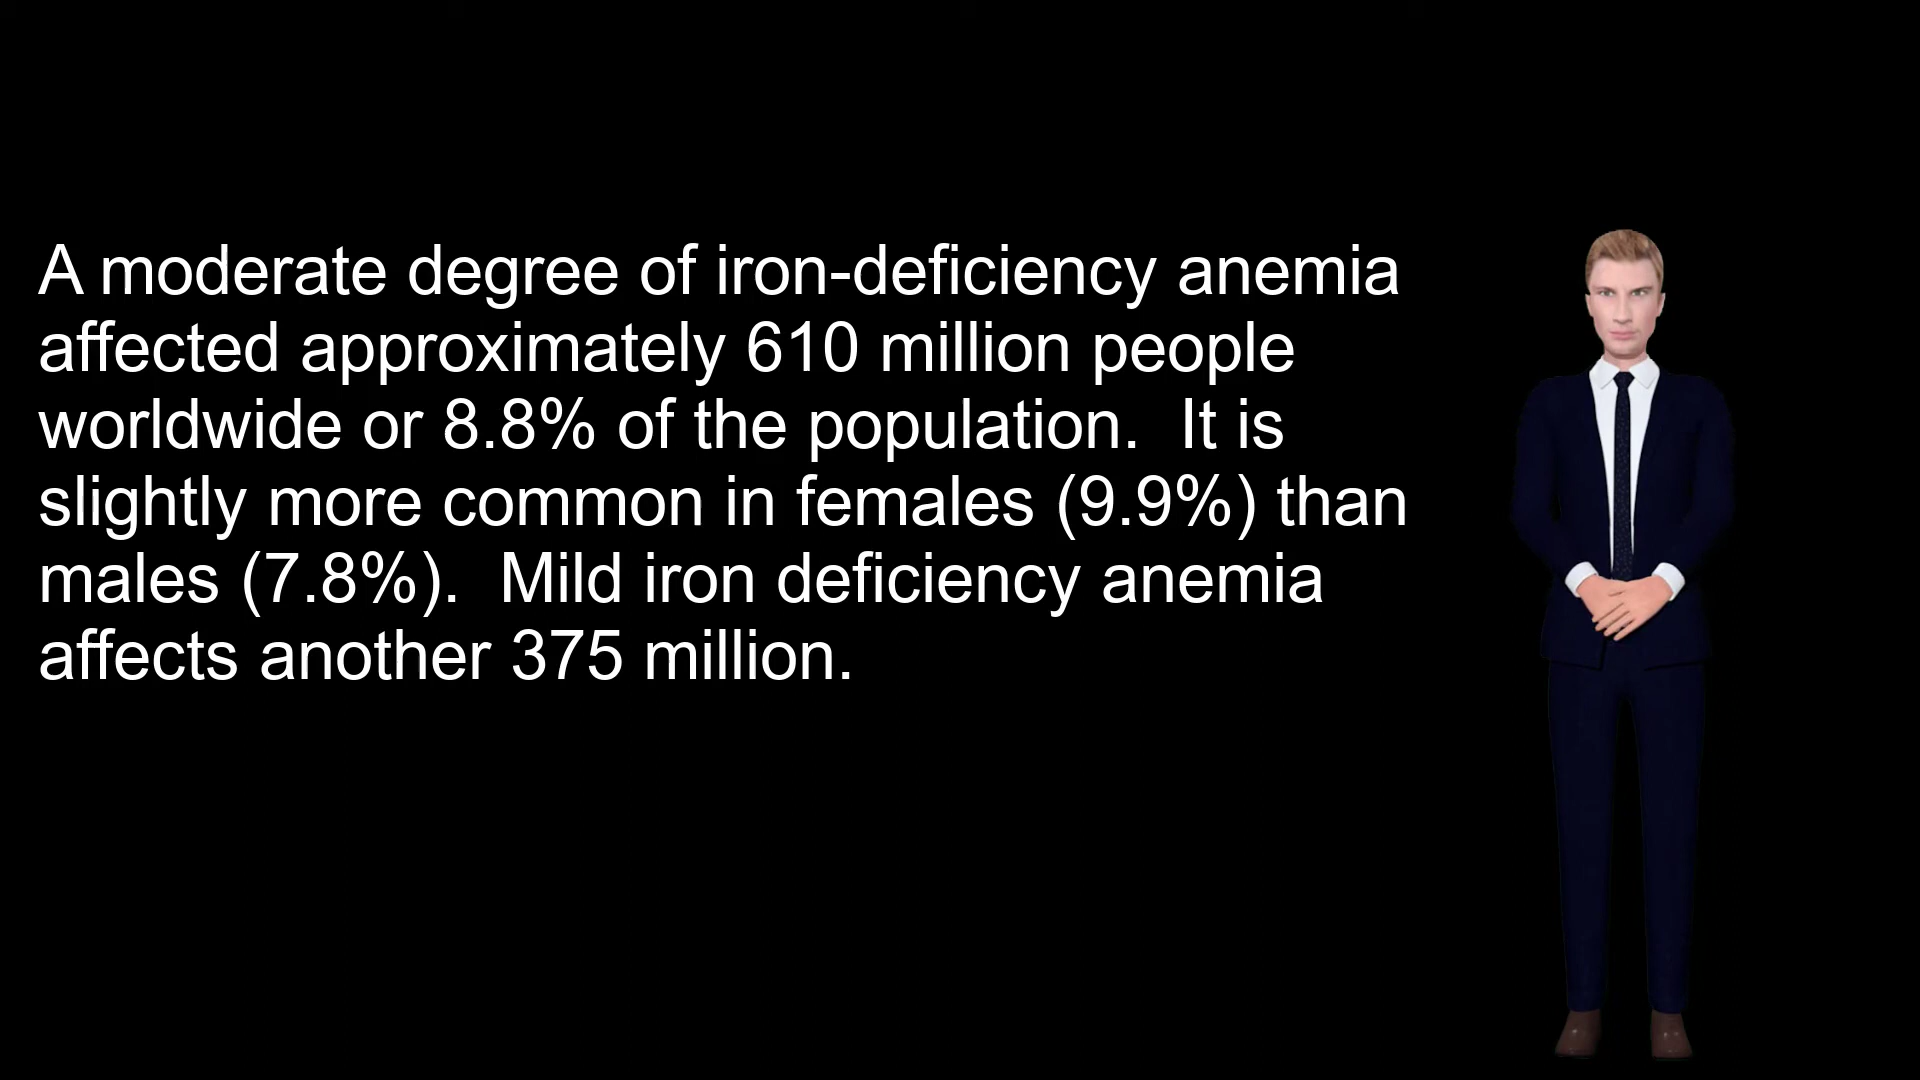 A moderate degree of iron-deficiency anemia
affected approximately 610 million people
worldwide or 8.8% of the population.  It is
slightly more common in females (9.9%) than
males (7.8%).  Mild iron deficiency anemia
affects another 375 million.